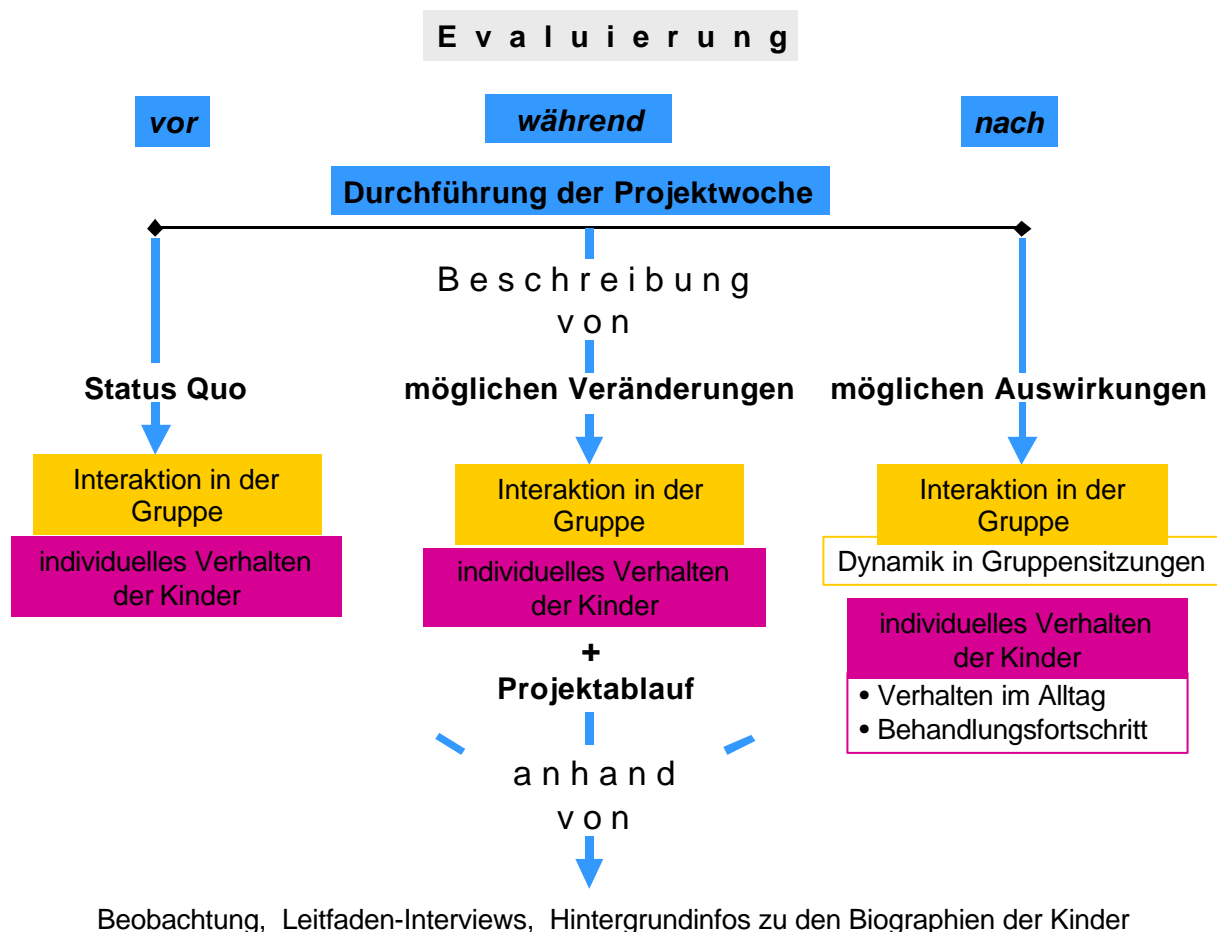 E v a l u i e r u n g
vor
während
nach
Durchführung der Projektwoche
B e s c h r e i b u n g
v o n
Status Quo
möglichen Veränderungen
möglichen Auswirkungen
Interaktion in der
Gruppe
individuelles Verhalten
der Kinder
Interaktion in der
Gruppe
individuelles Verhalten
der Kinder
+
Projektablauf
Interaktion in der
Gruppe
Dynamik in Gruppensitzungen
individuelles Verhalten
der Kinder
• Verhalten im Alltag
• Behandlungsfortschritt
a n h a n d
v o n
Beobachtung, Leitfaden-Interviews, Hintergrundinfos zu den Biographien der Kinder